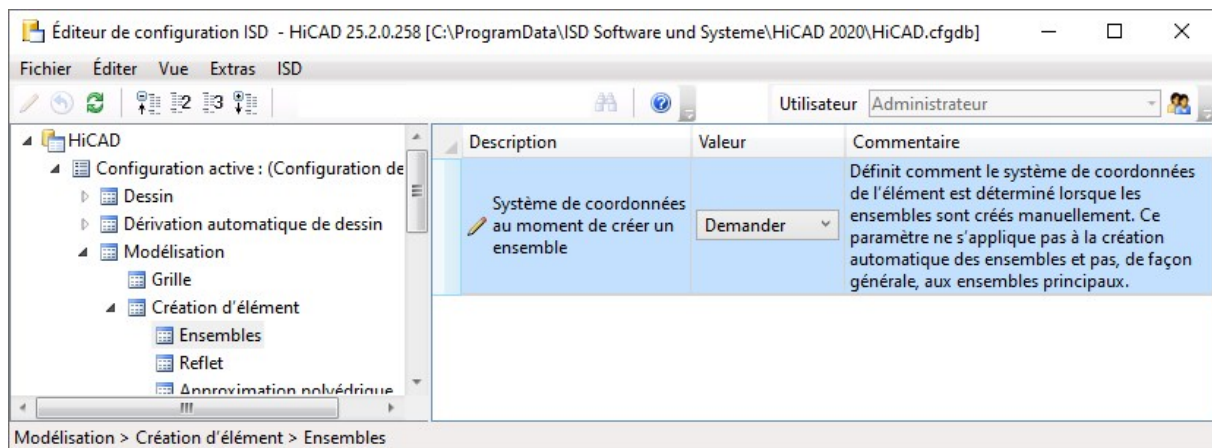 Éditeur de configuration ISD - HiCAD 25.2.0.258 [C:\ProgramData\ISD Software und Systeme\HiCAD 2020\HiCAD.cfgdb]
Fichier Éditer Vue Extras ISD
2 3 Utilisateur Administrateur
HiCAD
Configuration active : (Configuration de
Dessin
Dérivation automatique de dessin
Modélisation
Grille
Création d'élément
Ensembles
Reflet
Approximation polyédrique
Description Valeur Commentaire
Système de coordonnées
au moment de créer un
ensemble
Demander
Définit comment le système de coordonnées
de l'élément est déterminé lorsque les
ensembles sont créés manuellement. Ce
paramètre ne s'applique pas à la création
automatique des ensembles et pas, de façon
générale, aux ensembles principaux.
Modélisation > Création d'élément > Ensembles